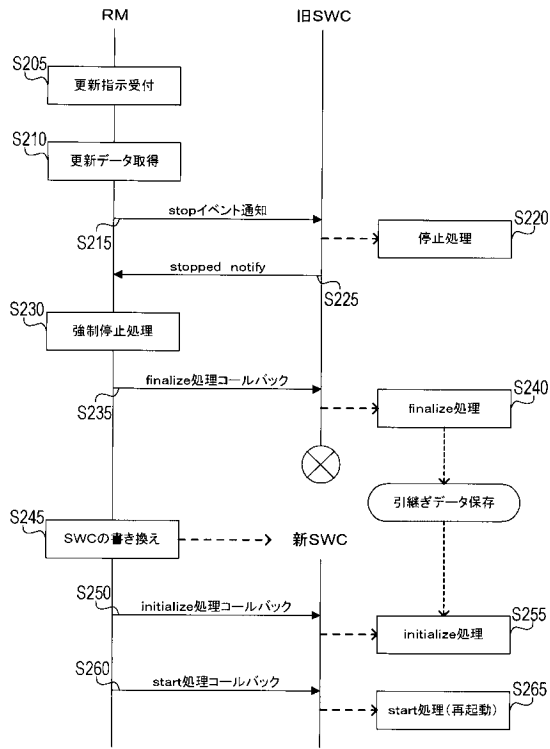 RM
旧SWC
S205
更新指示受付
S210
更新データ取得
stopイベント通知
S215
S220
停止処理
stopped notify
S225
S230
強制停止処理
finalize処理コールバック
S235
S240
finalize処理
引継ぎデータ保存
S245
SWCの書き換え
新SWC
S250
initialize処理コールバック
S255
initialize処理
S260
start処理コールバック
S265
start処理(再起動)